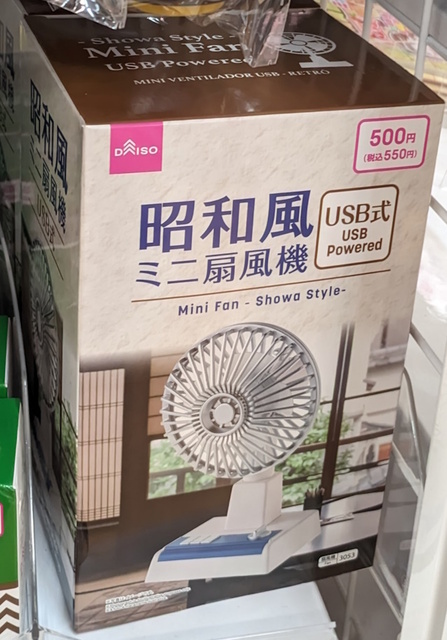 - Showa Style -
Mini Fan
USB Powered
MINI VENTILADOR USB - RETRO
DAISO
500円
(税込550円)
昭和風
ミニ扇風機
USB式
USB
Powered
Mini Fan - Showa Style-
昭和風
ミニ扇風機
3053